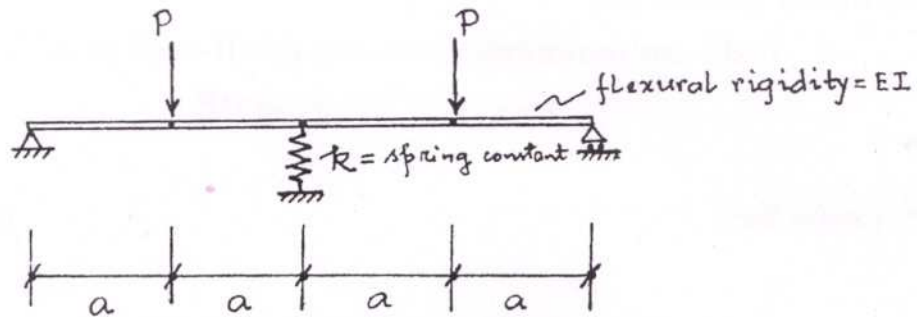 P
P
flexural rigidity = EI
k = spring constant
a
a
a
a